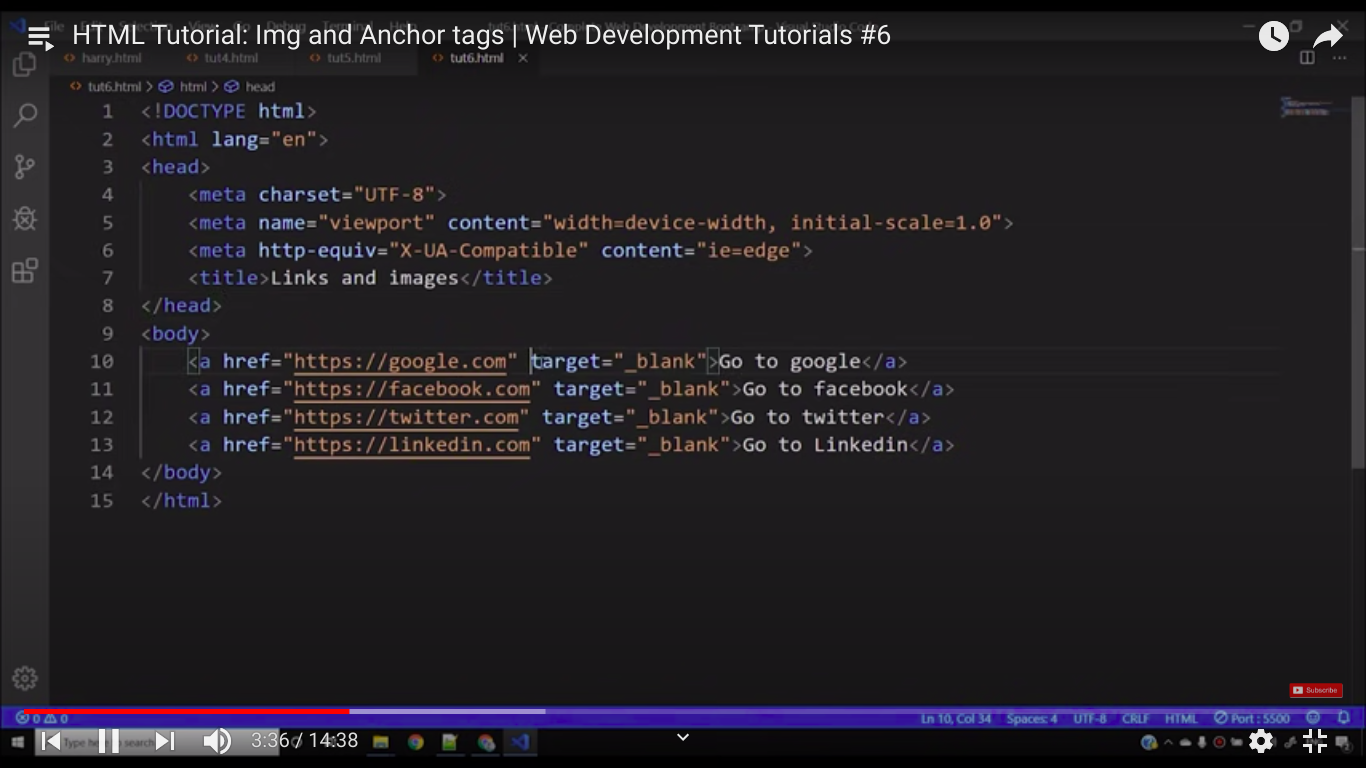 HTML Tutorial: Img and Anchor tags | Web Development Tutorials #6
harry.html tut4.html tut5.html tut6.html
tut6.html > html > head
1 <!DOCTYPE html>
2 <html lang="en">
3 <head>
4 <meta charset="UTF-8">
5 <meta name="viewport" content="width=device-width, initial-scale=1.0">
6 <meta http-equiv="X-UA-Compatible" content="ie=edge">
7 <title>Links and images</title>
8 </head>
9 <body>
10 <a href="https://google.com" target="_blank">Go to google</a>
11 <a href="https://facebook.com" target="_blank">Go to facebook</a>
12 <a href="https://twitter.com" target="_blank">Go to twitter</a>
13 <a href="https://linkedin.com" target="_blank">Go to Linkedin</a>
14 </body>
15 </html>
Subscribe
0 0 Ln 10, Col 34 Spaces: 4 UTF-8 CRLF HTML Port : 5500
Type here to search 3:36 / 14:38